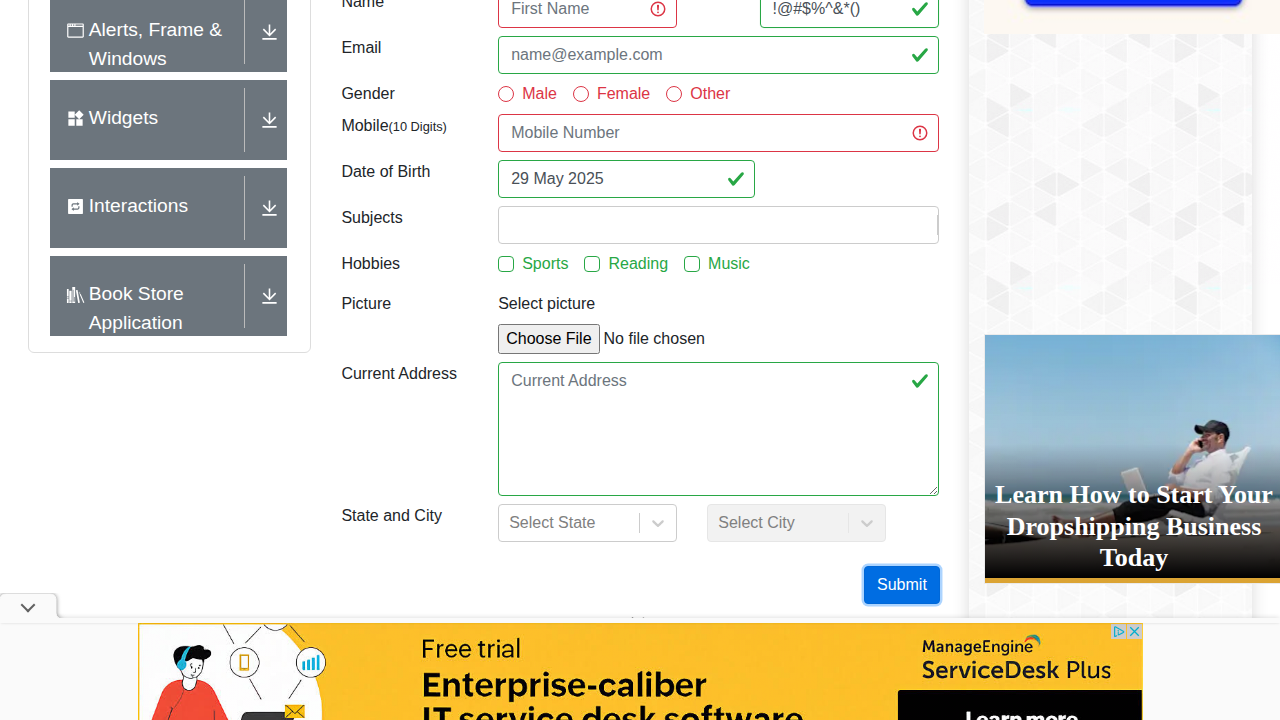 Alerts, Frame &
Windows
Widgets
Interactions
Book Store
Application
Name
First Name
!@#$%^&*()
Email
name@example.com
Gender
Male
Female
Other
Mobile(10 Digits)
Mobile Number
Date of Birth
29 May 2025
Subjects
Hobbies
Sports
Reading
Music
Picture
Select picture
Choose File No file chosen
Current Address
Current Address
State and City
Select State
Select City
Submit
Learn How to Start Your
Dropshipping Business
Today
Free trial
Enterprise-caliber
IT service desk software
ManageEngine
ServiceDesk Plus
Learn more